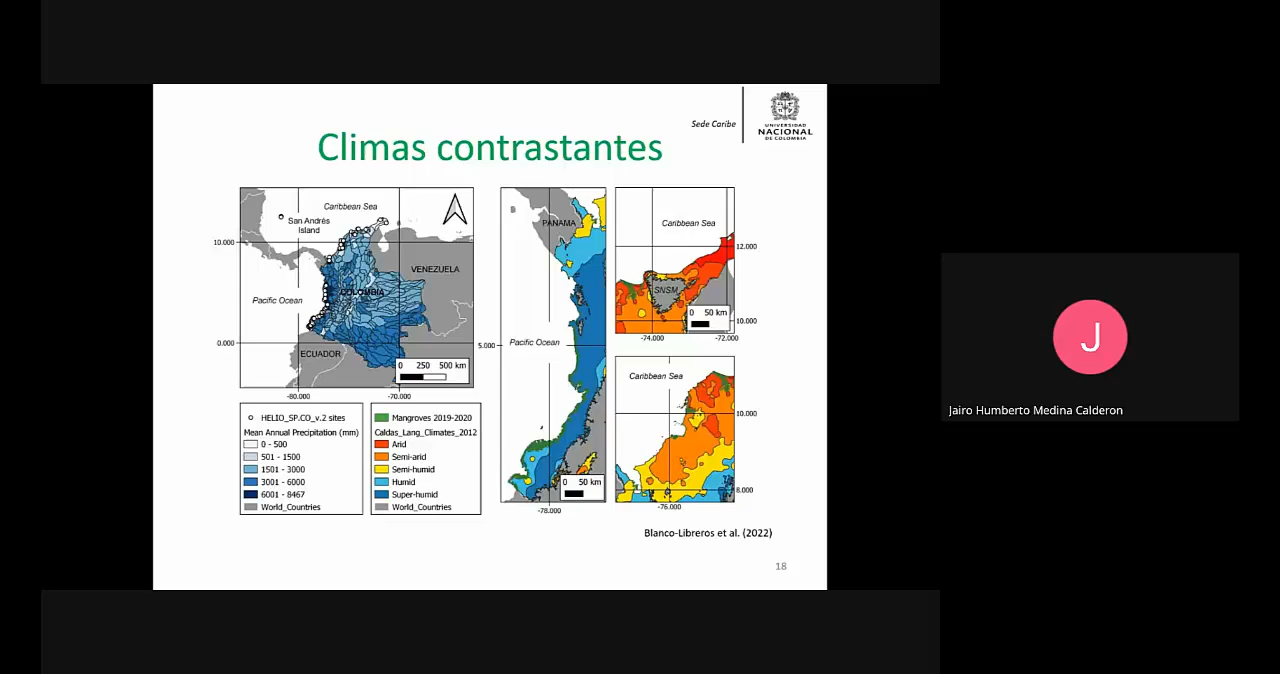 Sede Caribe
UNIVERSIDAD
NACIONAL
DE COLOMBIA
Climas contrastantes
Caribbean Sea
San Andrés
Island
10.000
VENEZUELA
COLOMBIA
Pacific Ocean
0.000
ECUADOR
0 250 500 km
-80.000
-70.000
PANAMA
Pacific Ocean
5.000
0 50 km
-78.000
Caribbean Sea
12.000
SNSM
0 50 km
10.000
-74.000
-72.000
Caribbean Sea
10.000
8.000
-76.000
HELIO_SP.CO_v.2 sites
Mean Annual Precipitation (mm)
0 - 500
501 - 1500
1501 - 3000
3001 - 6000
6001 - 8467
World_Countries
Mangroves 2019-2020
Caldas_Lang_Climates_2012
Arid
Semi-arid
Semi-humid
Humid
Super-humid
World_Countries
Blanco-Libreros et al. (2022)
18
J
Jairo Humberto Medina Calderon